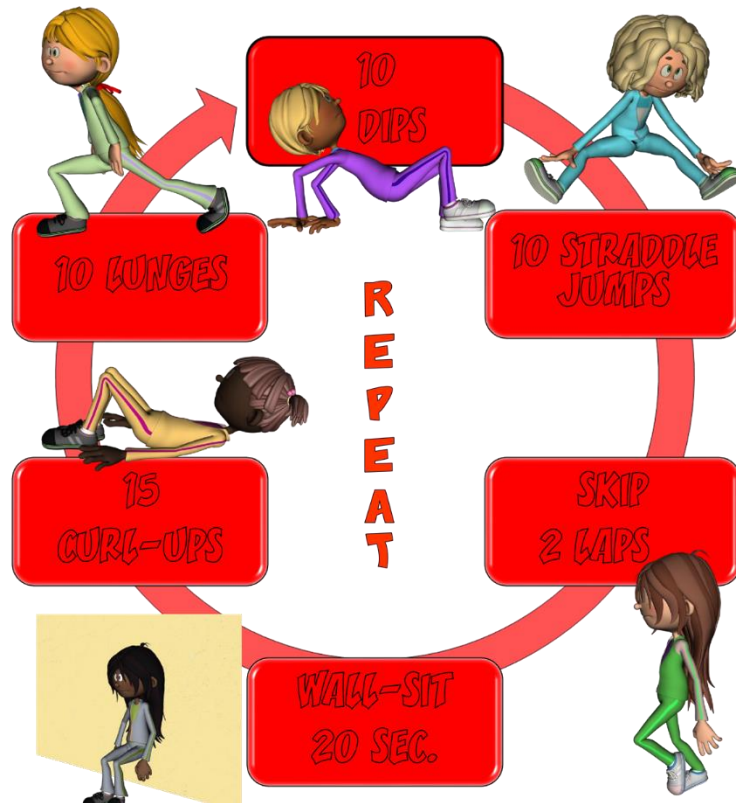 10
DIPS
10 STRADDLE
JUMPS
SKIP
2 LAPS
WALL-SIT
20 SEC.
15
CURL-UPS
10 LUNGES
REPEAT